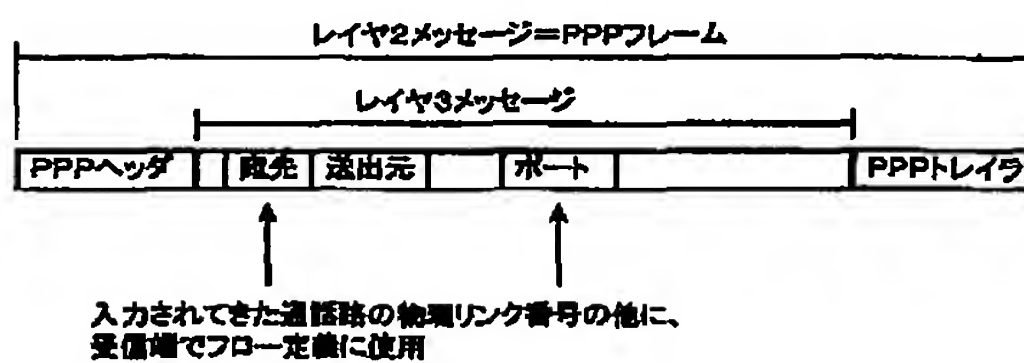 レイヤ2メッセージ=PPPフレーム
レイヤ3メッセージ
PPPヘッダ 宛先 送出元 ポート PPPトレイラ
入力されてきた通話路の物理リンク番号の他に、
受信端でフロー定義に使用